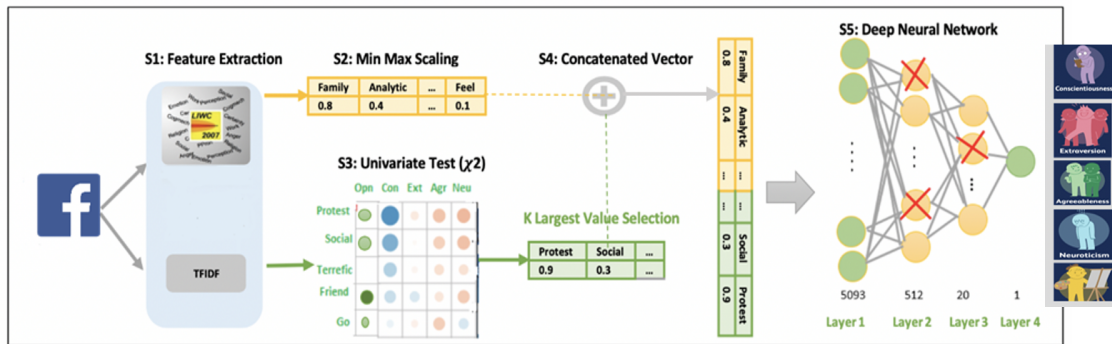 S1: Feature Extraction
S2: Min Max Scaling
S4: Concatenated Vector
S5: Deep Neural Network
LIWC
2007
Family Analytic ... Feel
0.8 0.4 ... 0.1
S3: Univariate Test (χ2)
Opn Con Ext Agr Neu
Protest
Social
Terrefic
Friend
Go
TFIDF
K Largest Value Selection
Protest Social ...
0.9 0.3 ...
Family 0.8
Analytic 0.4
... ...
... ...
Social 0.3
Protest 0.9
5093 512 20 1
Layer 1 Layer 2 Layer 3 Layer 4
Conscientiousness
Extraversion
Agreeableness
Neuroticism